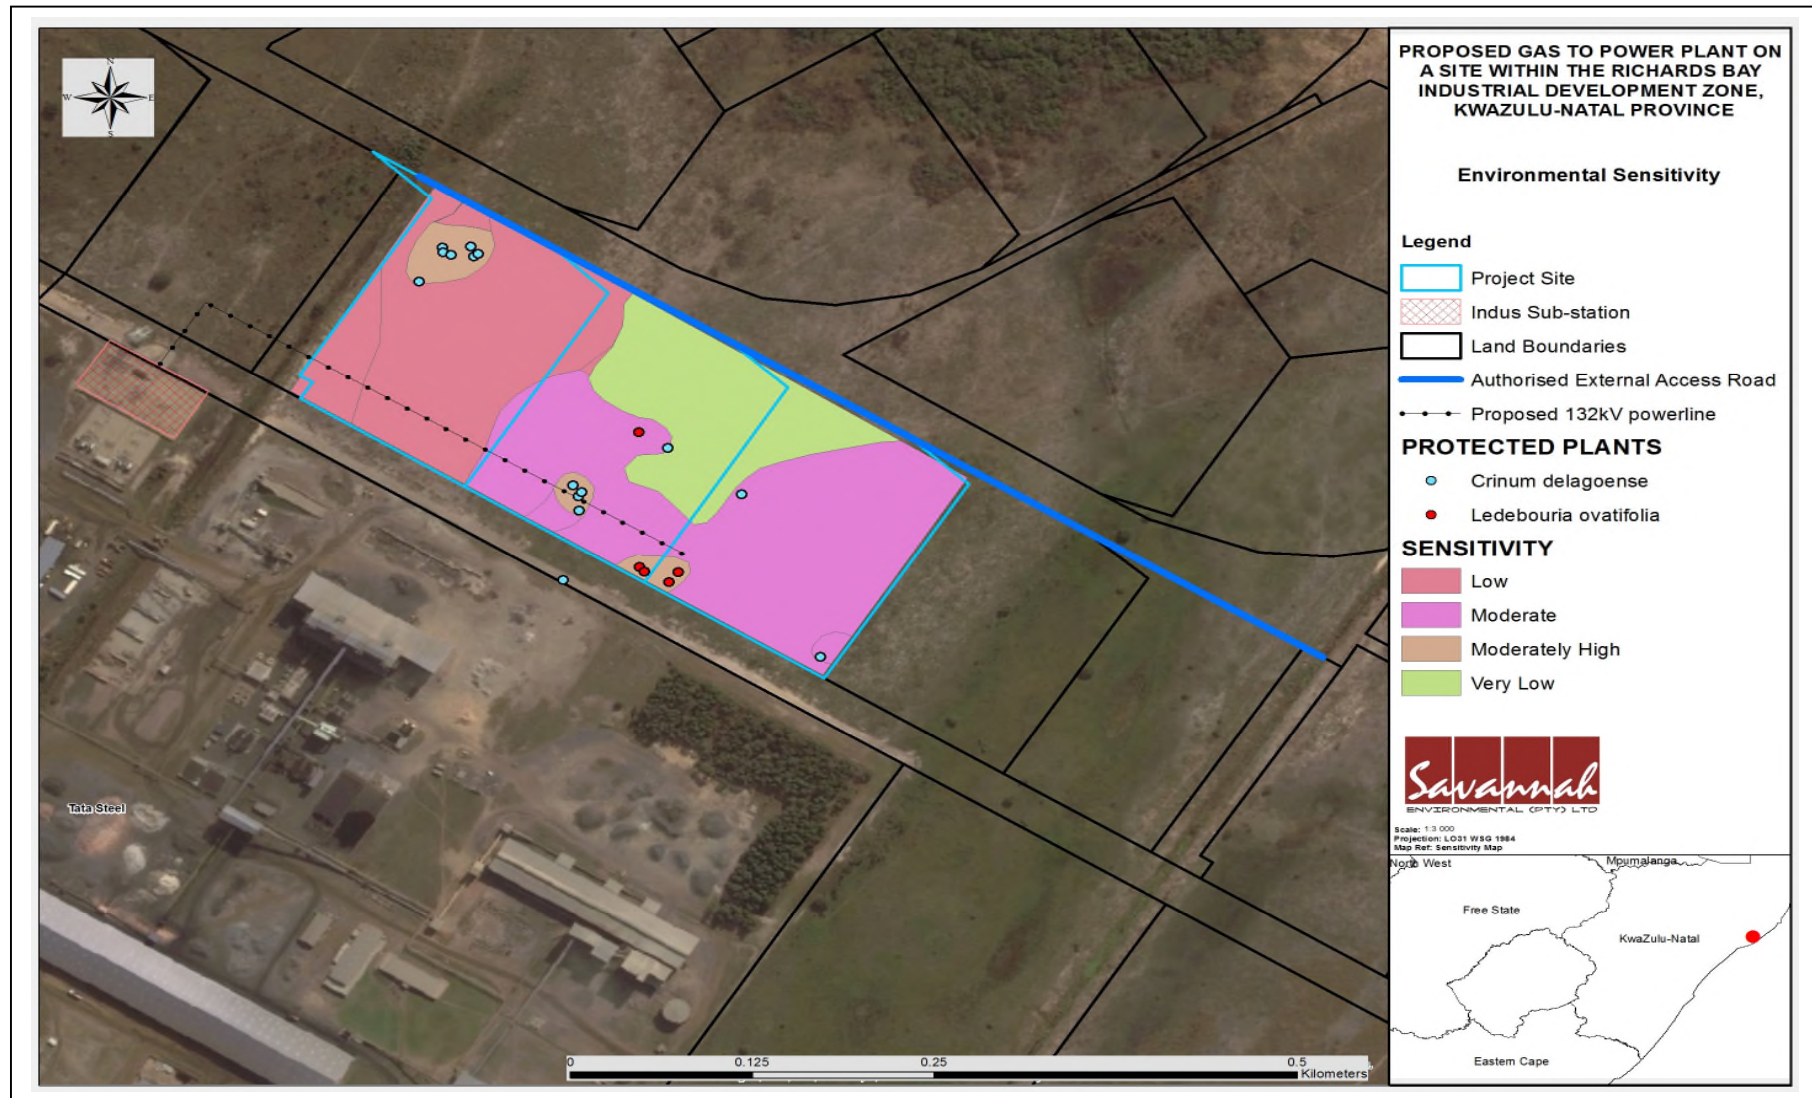 N
W
E
S
Tata Steel
0
0.125
0.25
0.5
Kilometers
PROPOSED GAS TO POWER PLANT ON
A SITE WITHIN THE RICHARDS BAY
INDUSTRIAL DEVELOPMENT ZONE,
KWAZULU-NATAL PROVINCE
Environmental Sensitivity
Legend
Project Site
Indus Sub-station
Land Boundaries
Authorised External Access Road
Proposed 132kV powerline
PROTECTED PLANTS
Crinum delagoense
Ledebouria ovatifolia
SENSITIVITY
Low
Moderate
Moderately High
Very Low
Savannah
ENVIRONMENTAL (PTY) LTD
Scale: 1:3 000
Projection: LO31 WSG 1984
Map Ref: Sensitivity Map
North West
Mpumalanga
Free State
KwaZulu-Natal
Eastern Cape